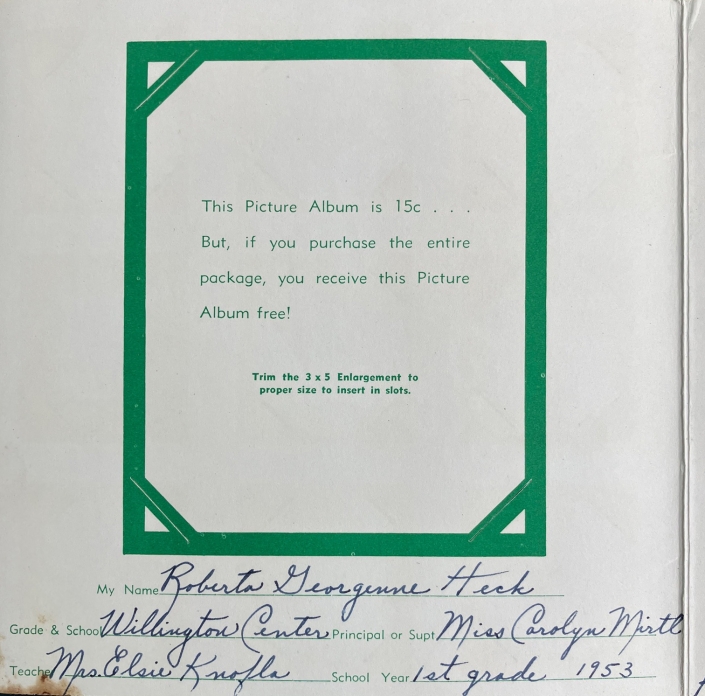 This Picture Album is 15c . . .
But, if you purchase the entire
package, you receive this Picture
Album free!
Trim the 3 x 5 Enlargement to
proper size to insert in slots.
My Name Roberta Georgenne Heck
Grade & School Willington Center Principal or Supt Miss Carolyn Mirtl
Teache Mrs. Elsie Knofla School Year 1st grade 1953